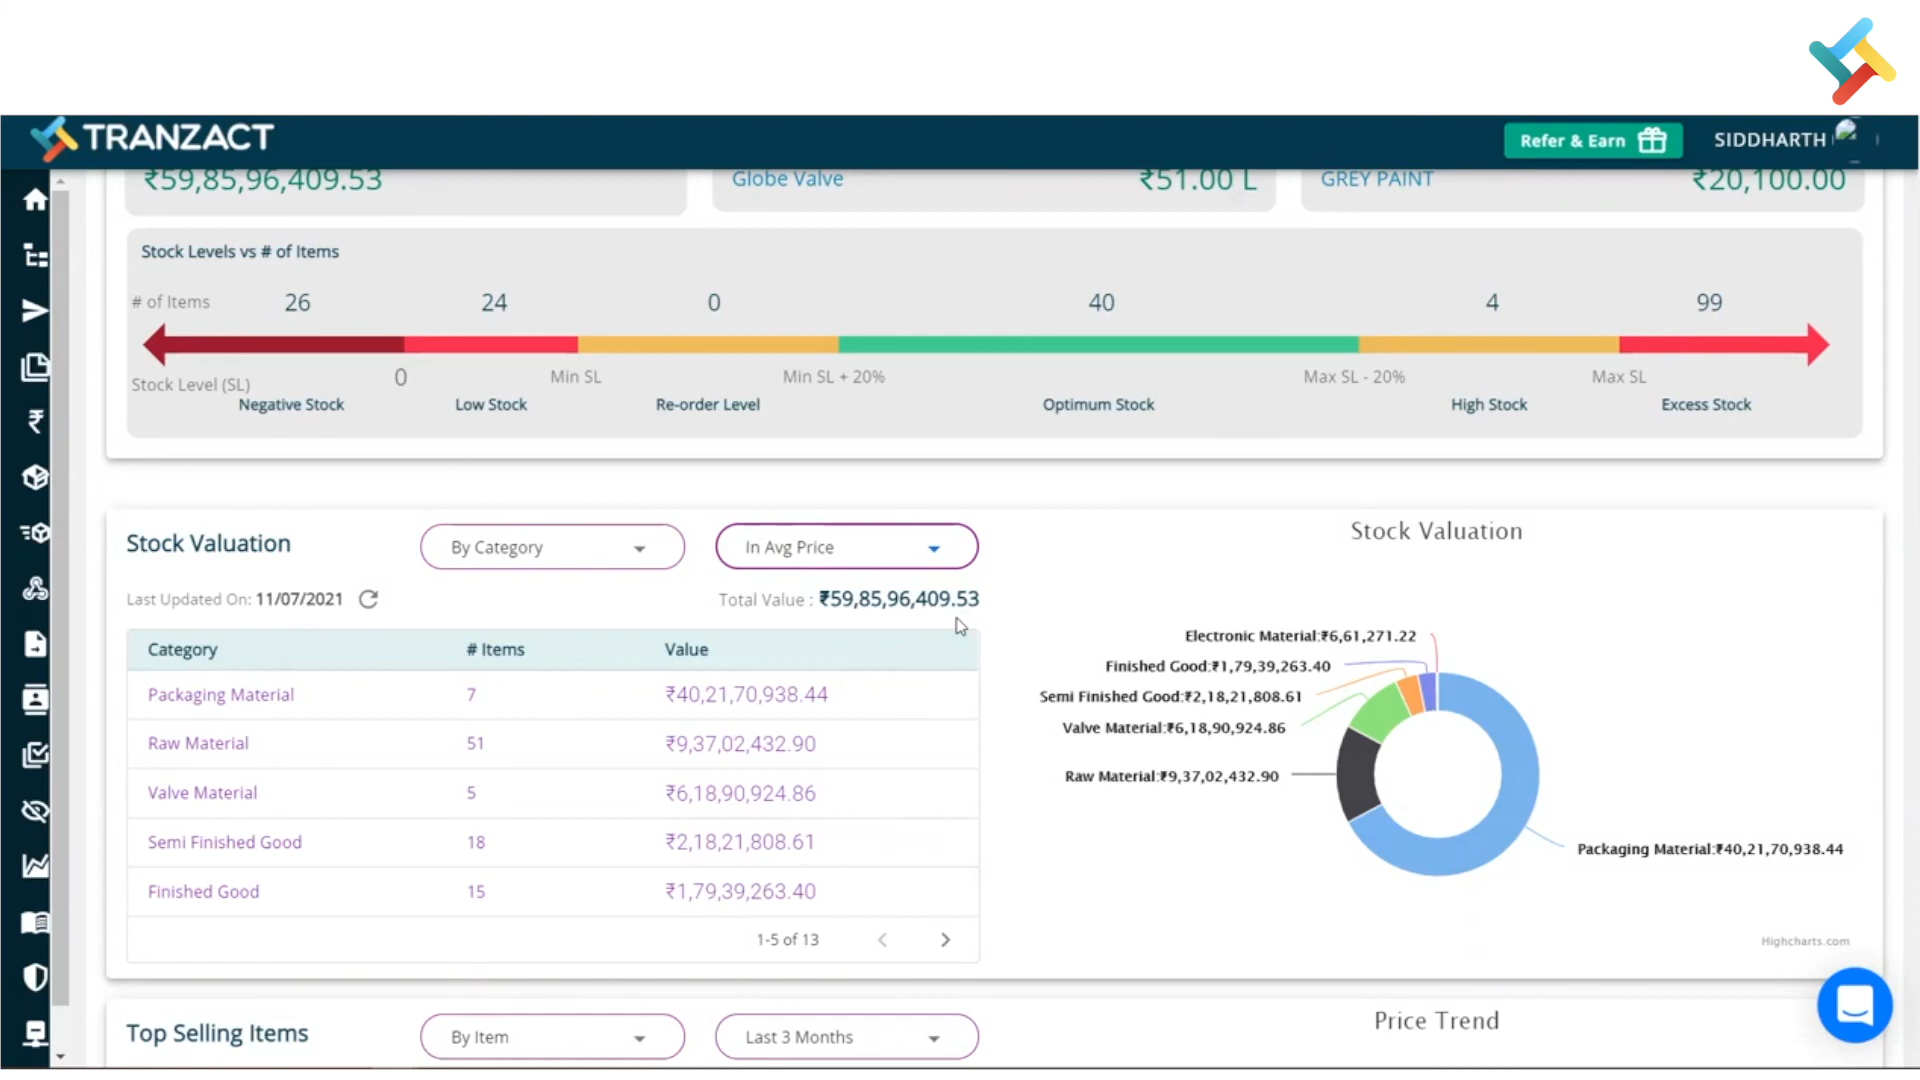 TRANZACT
Refer & Earn
SIDDHARTH
₹59,85,96,409.53
Globe Valve ₹51.00 L
GREY PAINT ₹20,100.00
Stock Levels vs # of Items
# of Items 26 24 0 40 4 99
Stock Level (SL) 0 Min SL Min SL + 20% Max SL - 20% Max SL
Negative Stock Low Stock Re-order Level Optimum Stock High Stock Excess Stock
Stock Valuation
By Category
In Avg Price
Last Updated On: 11/07/2021
Total Value : ₹59,85,96,409.53
Category # Items Value
Packaging Material 7 ₹40,21,70,938.44
Raw Material 51 ₹9,37,02,432.90
Valve Material 5 ₹6,18,90,924.86
Semi Finished Good 18 ₹2,18,21,808.61
Finished Good 15 ₹1,79,39,263.40
1-5 of 13
Stock Valuation
Electronic Material:₹6,61,271.22
Finished Good:₹1,79,39,263.40
Semi Finished Good:₹2,18,21,808.61
Valve Material:₹6,18,90,924.86
Raw Material:₹9,37,02,432.90
Packaging Material:₹40,21,70,938.44
Highcharts.com
Top Selling Items
By Item
Last 3 Months
Price Trend